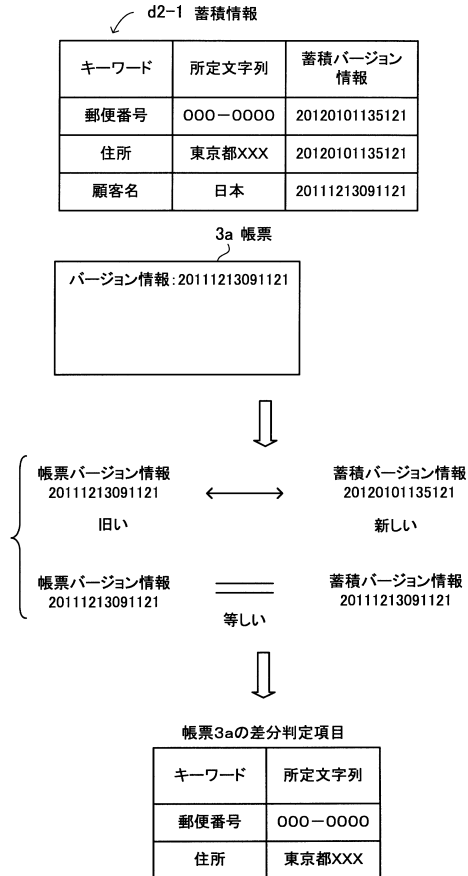 d2-1 蓄積情報
キーワード 所定文字列 蓄積バージョン
情報
郵便番号 000-0000 20120101135121
住所 東京都XXX 20120101135121
顧客名 日本 20111213091121
3a 帳票
バージョン情報:20111213091121
帳票バージョン情報 蓄積バージョン情報
20111213091121 20120101135121
旧い 新しい
帳票バージョン情報 蓄積バージョン情報
20111213091121 20111213091121
等しい
帳票3aの差分判定項目
キーワード 所定文字列
郵便番号 000-0000
住所 東京都XXX